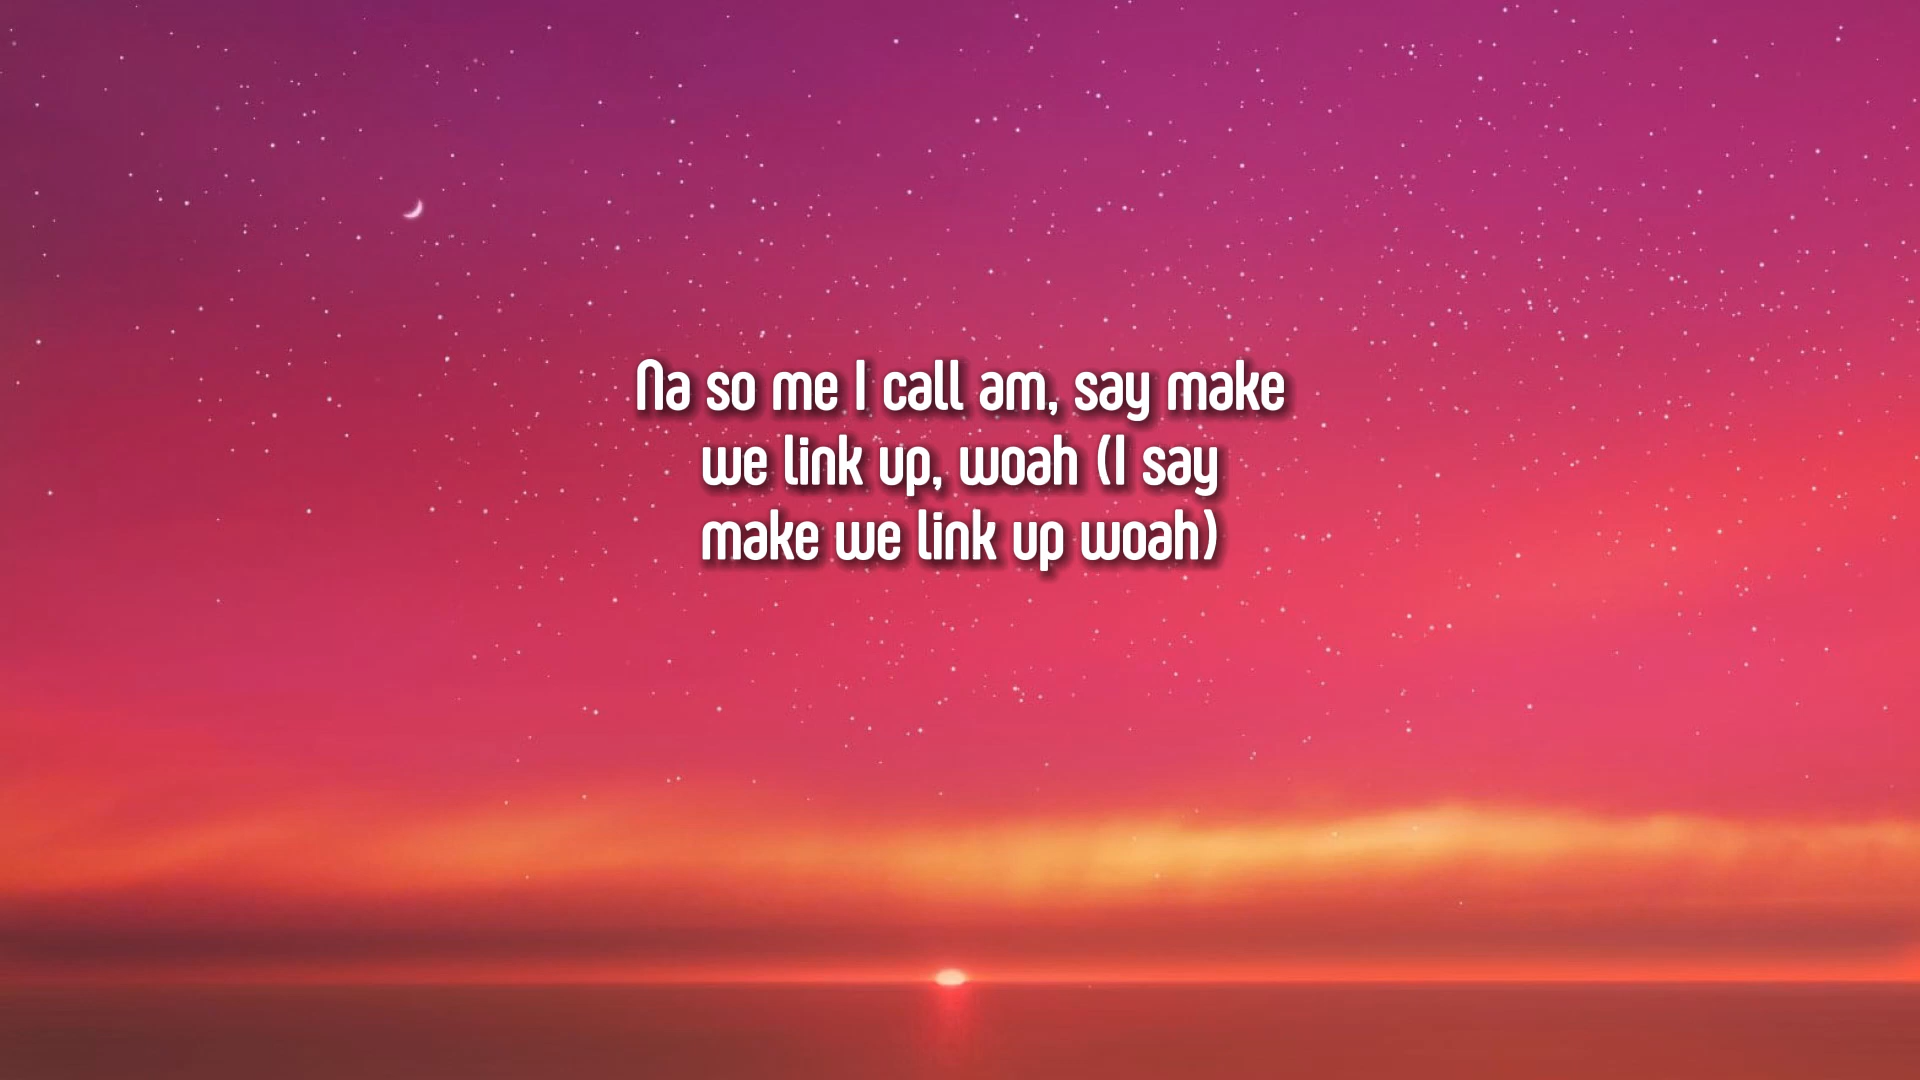 Na so me I call am, say make
we link up, woah (I say
make we link up woah)